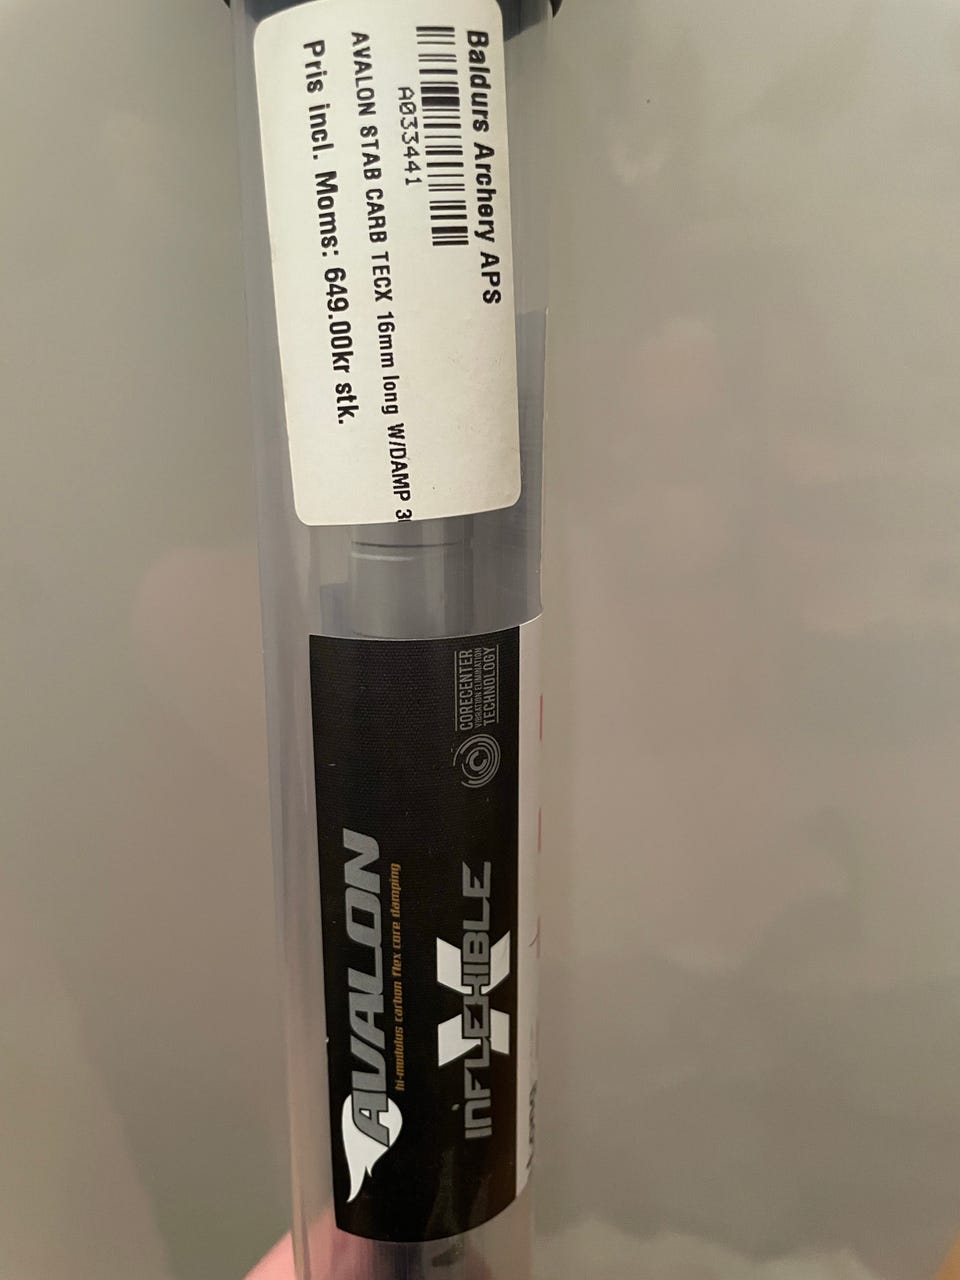 Baldurs Archery APS
A033441
AVALON STAB CARB TECX 16mm long W/DAMP
Pris incl. Moms: 649.00kr stk.
AVALON
hi-modulus carbon flex core damping
INFLEXIBLE
CORECENTER
VIBRATION ELIMINATION
TECHNOLOGY